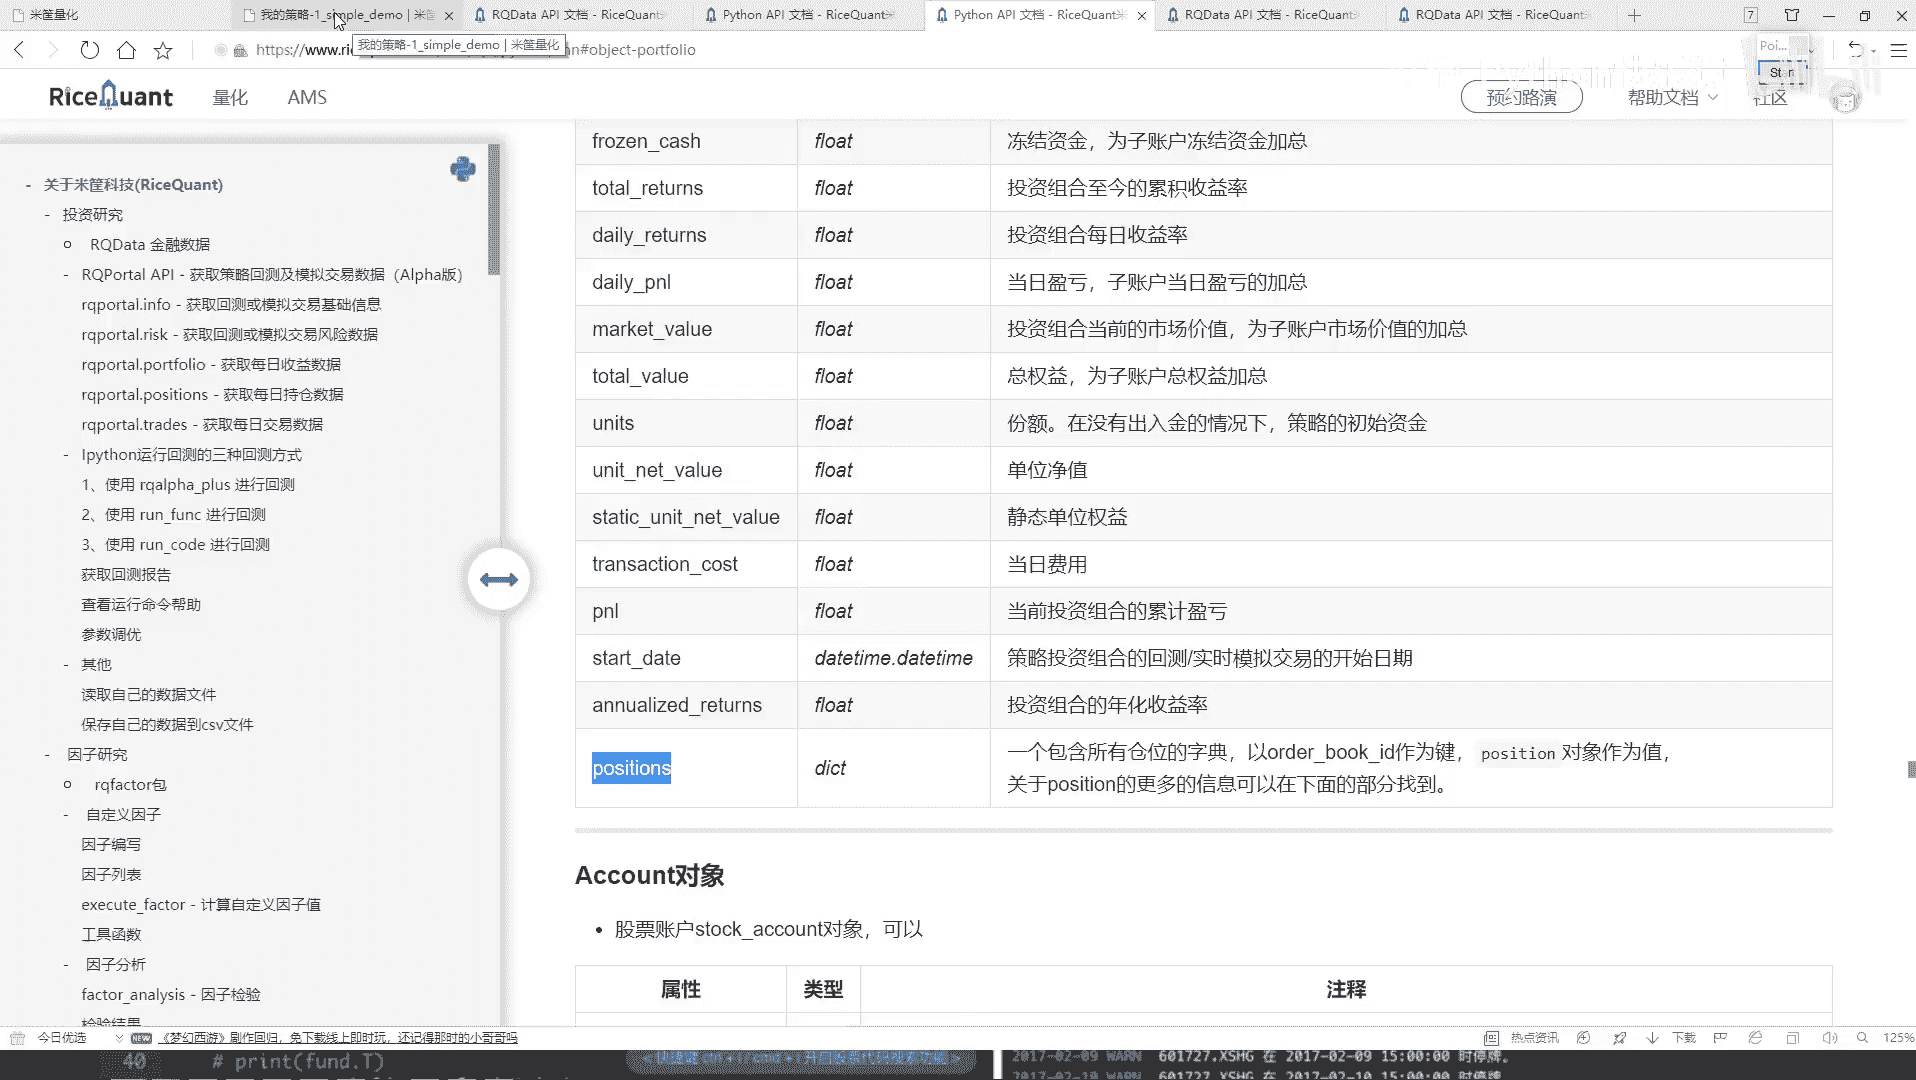 米筐量化
我的策略-1_simple_demo | 米筐
RQData API 文档 - RiceQuant
Python API 文档 - RiceQuant
Python API 文档 - RiceQuant
RQData API 文档 - RiceQuant
RQData API 文档 - RiceQuant
7
https://www.ri
我的策略-1_simple_demo | 米筐量化
#object-portfolio
Poi...
Start
RiceQuant
量化
AMS
预约路演
帮助文档
社区
- 关于米筐科技(RiceQuant)
- 投资研究
RQData 金融数据
- RQPortal API - 获取策略回测及模拟交易数据（Alpha版）
rqportal.info - 获取回测或模拟交易基础信息
rqportal.risk - 获取回测或模拟交易风险数据
rqportal.portfolio - 获取每日收益数据
rqportal.positions - 获取每日持仓数据
rqportal.trades - 获取每日交易数据
- Ipython运行回测的三种回测方式
1、使用 rqalpha_plus 进行回测
2、使用 run_func 进行回测
3、使用 run_code 进行回测
获取回测报告
查看运行命令帮助
参数调优
- 其他
读取自己的数据文件
保存自己的数据到csv文件
- 因子研究
rqfactor包
- 自定义因子
因子编写
因子列表
execute_factor - 计算自定义因子值
工具函数
- 因子分析
factor_analysis - 因子检验
检验结果
frozen_cash float 冻结资金，为子账户冻结资金加总
total_returns float 投资组合至今的累积收益率
daily_returns float 投资组合每日收益率
daily_pnl float 当日盈亏，子账户当日盈亏的加总
market_value float 投资组合当前的市场价值，为子账户市场价值的加总
total_value float 总权益，为子账户总权益加总
units float 份额。在没有出入金的情况下，策略的初始资金
unit_net_value float 单位净值
static_unit_net_value float 静态单位权益
transaction_cost float 当日费用
pnl float 当前投资组合的累计盈亏
start_date datetime.datetime 策略投资组合的回测/实时模拟交易的开始日期
annualized_returns float 投资组合的年化收益率
positions dict 一个包含所有仓位的字典，以order_book_id作为键，position 对象作为值，
关于position的更多的信息可以在下面的部分找到。
Account对象
• 股票账户stock_account对象，可以
属性 类型 注释
今日优选
NEW 《梦幻西游》剧作回归，免下载线上即时玩，还记得那时的小哥哥吗
热点资讯
下载
125%
40 # print(fund.T)
2017-02-09 WARN 601727.XSHG 在 2017-02-09 15:00:00 时停牌。
2017-02-10 WARN 601727.XSHG 在 2017-02-10 15:00:00 时停牌。